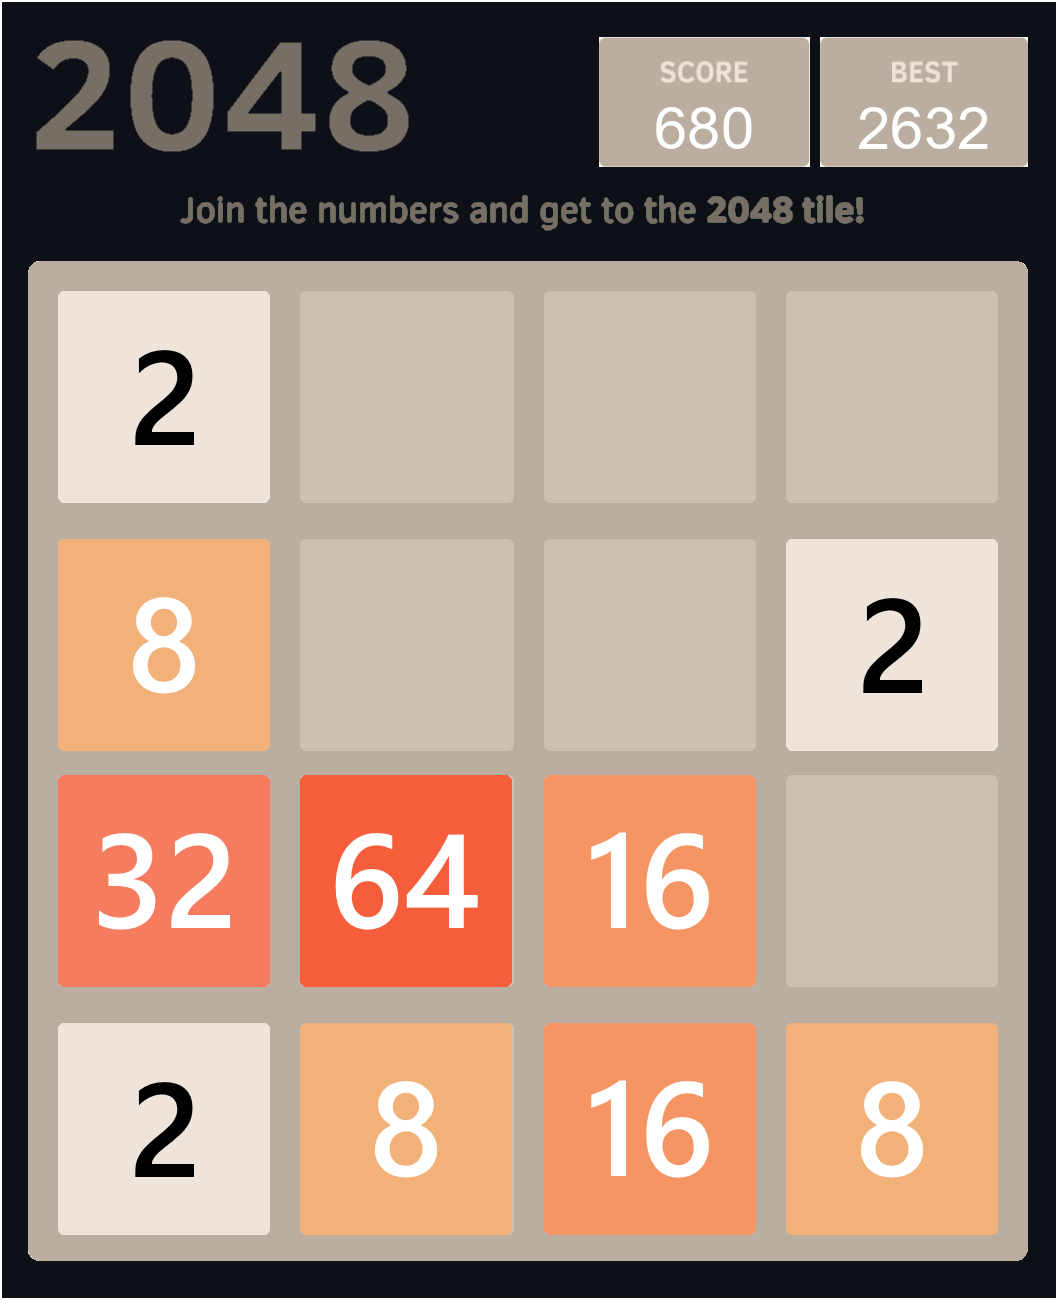 2048
SCORE BEST
680 2632
Join the numbers and get to the 2048 tile!
2
8 2
32 64 16
2 8 16 8